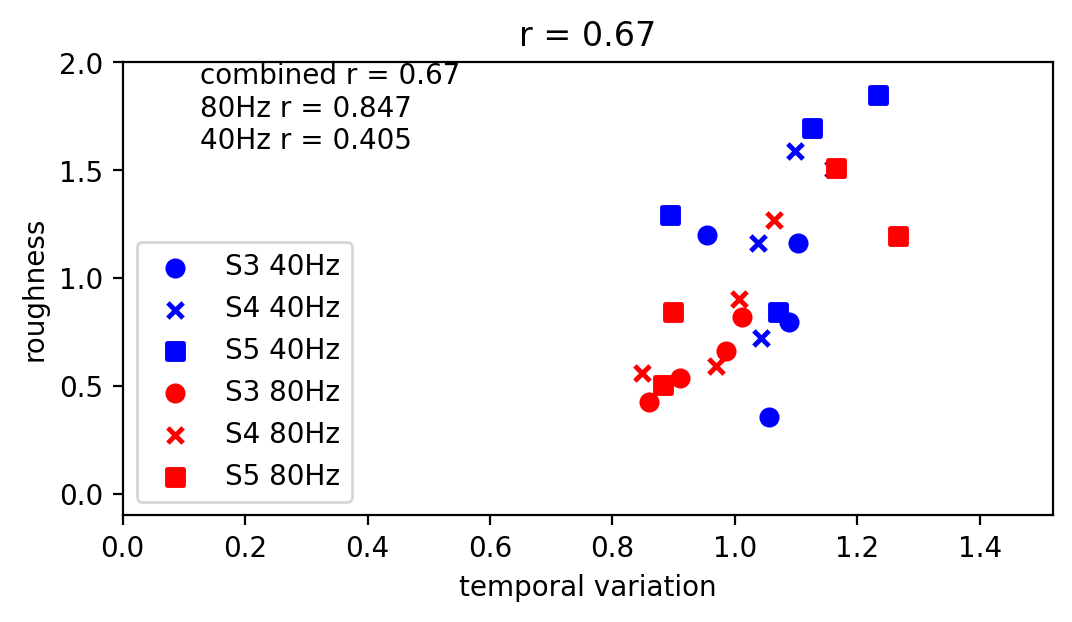 r = 0.67
combined r = 0.67
80Hz r = 0.847
40Hz r = 0.405
2.0
1.5
1.0
0.5
0.0
roughness
S3 40Hz
S4 40Hz
S5 40Hz
S3 80Hz
S4 80Hz
S5 80Hz
0.0 0.2 0.4 0.6 0.8 1.0 1.2 1.4
temporal variation